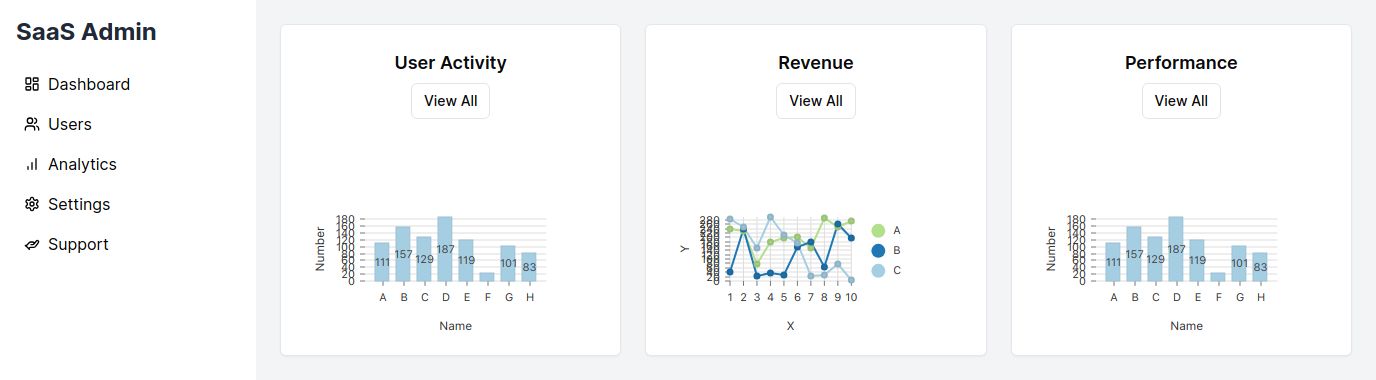 SaaS Admin
Dashboard
Users
Analytics
Settings
Support
User Activity
View All
Number
180
160
140
120
100
80
60
40
20
0
111
157
129
187
119
101
83
A B C D E F G H
Name
Revenue
View All
Y
280
0
1 2 3 4 5 6 7 8 9 10
X
A
B
C
Performance
View All
Number
180
160
140
120
100
80
60
40
20
0
111
157
129
187
119
101
83
A B C D E F G H
Name